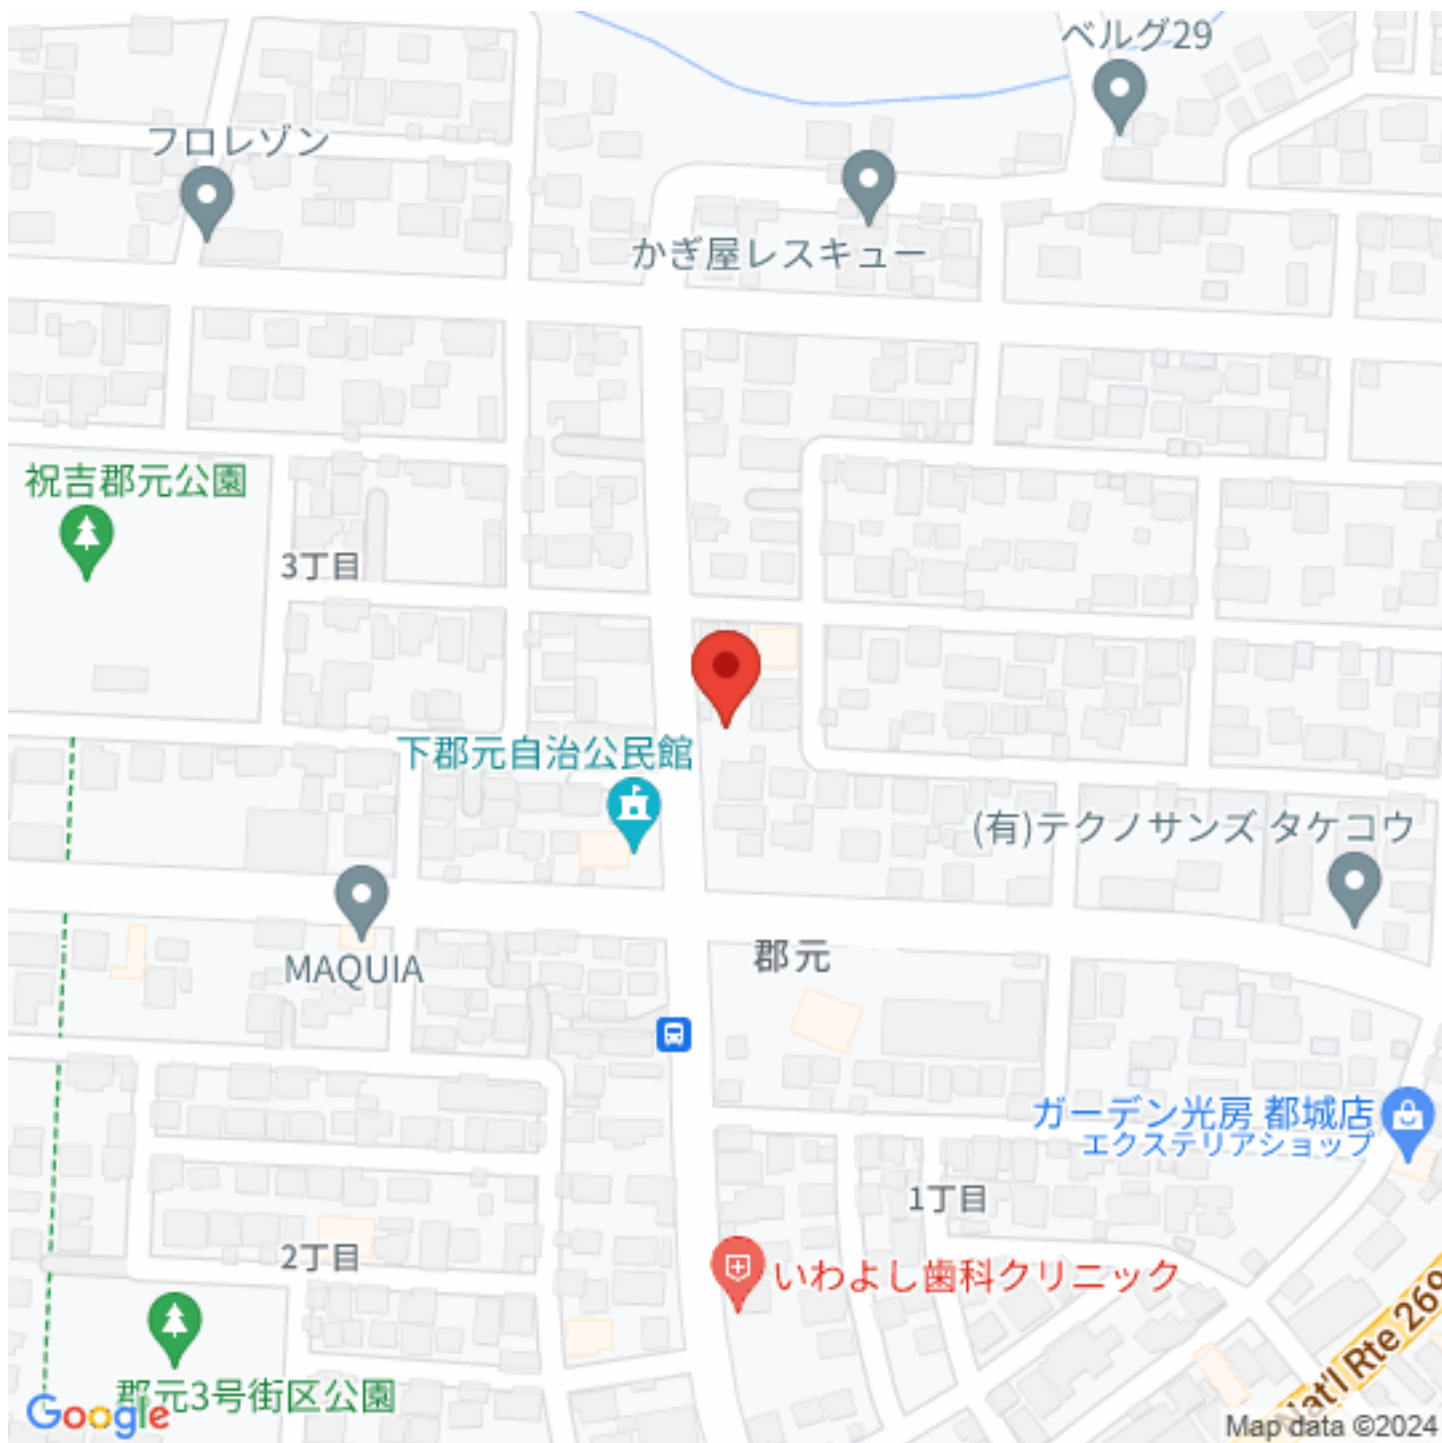 ベルグ29
フロレゾン
かぎ屋レスキュー
祝吉郡元公園
3丁目
下郡元自治公民館
(有)テクノサンズ タケコウ
MAQUIA
郡元
ガーデン光房 都城店
エクステリアショップ
1丁目
2丁目
いわよし歯科クリニック
Nat'l Rte 269
郡元3号街区公園
Google
Map data ©2024